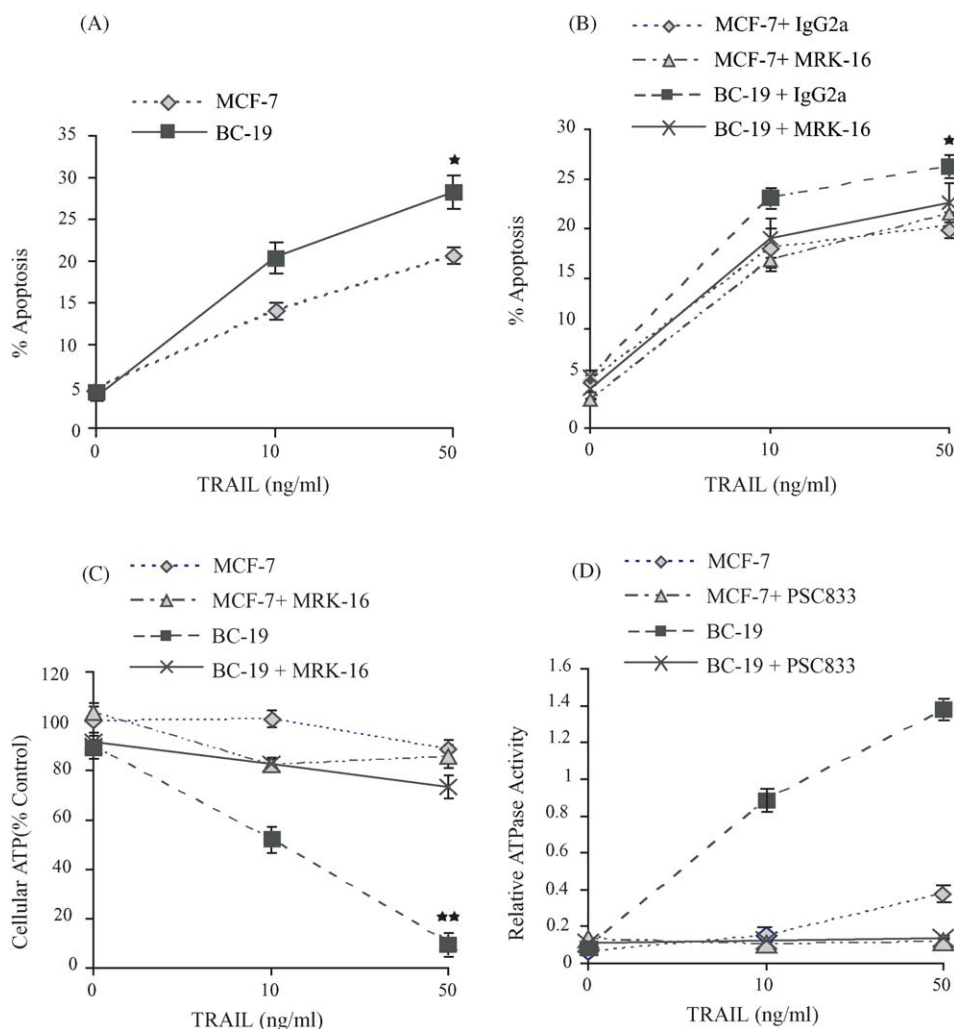 (A)
MCF-7
BC-19
35
30
25
20
15
10
5
0
% Apoptosis
0 10 50
TRAIL (ng/ml)
(B)
MCF-7+ IgG2a
MCF-7+ MRK-16
BC-19 + IgG2a
BC-19 + MRK-16
30
25
20
15
10
5
0
% Apoptosis
0 10 50
TRAIL (ng/ml)
(C)
MCF-7
MCF-7+ MRK-16
BC-19
BC-19 + MRK-16
120
100
80
60
40
20
0
Cellular ATP(% Control)
0 10 50
TRAIL (ng/ml)
(D)
MCF-7
MCF-7+ PSC833
BC-19
BC-19 + PSC833
1.6
1.4
1.2
1
0.8
0.6
0.4
0.2
0
Relative ATPase Activity
0 10 50
TRAIL (ng/ml)